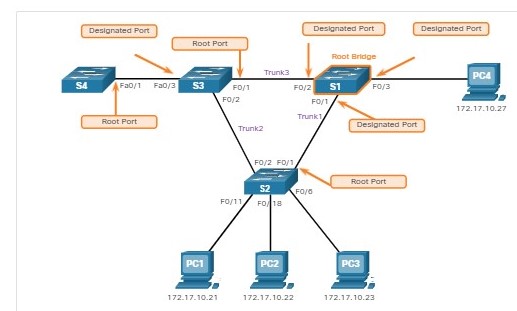 Designated Port
Root Port
Designated Port
Designated Port
Root Bridge
S4
Fa0/1
Fa0/3
S3
F0/1
Trunk3
F0/2
S1
F0/3
PC4
172.17.10.27
F0/2
F0/1
Root Port
Trunk2
Trunk1
Designated Port
F0/2
F0/1
S2
Root Port
F0/11
F0/18
F0/6
PC1
PC2
PC3
172.17.10.21
172.17.10.22
172.17.10.23